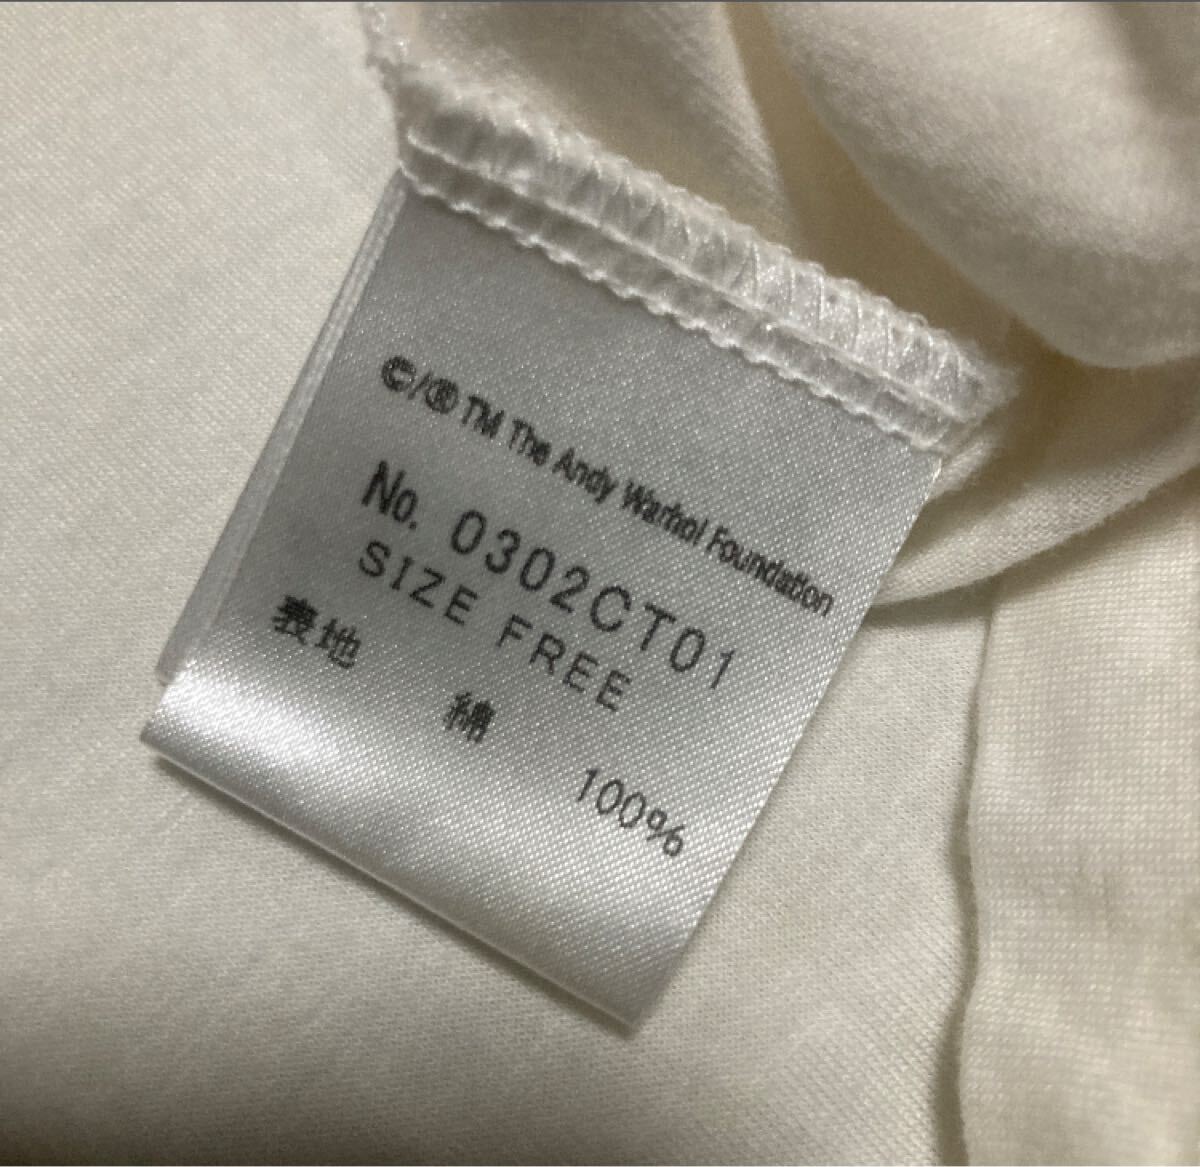 ©/® TM The Andy Warhol Foundation
No. 0302CT01
SIZE FREE
表地 綿 100%